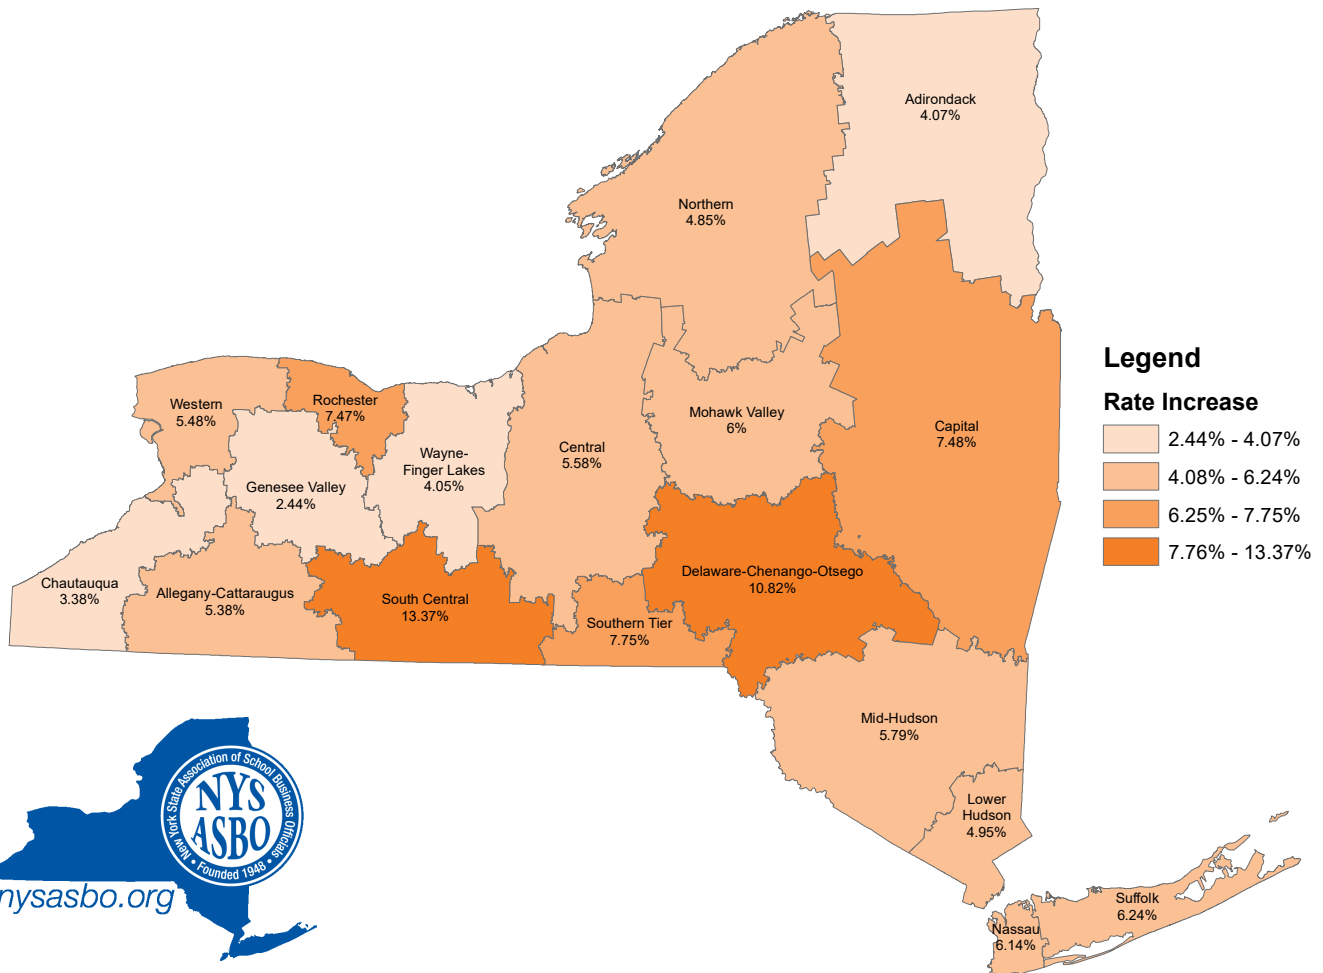 Adirondack
4.07%
Northern
4.85%
Western
5.48%
Rochester
7.47%
Mohawk Valley
6%
Capital
7.48%
Central
5.58%
Wayne-
Finger Lakes
4.05%
Genesee Valley
2.44%
Chautauqua
3.38%
Allegany-Cattaraugus
5.38%
South Central
13.37%
Delaware-Chenango-Otsego
10.82%
Southern Tier
7.75%
Mid-Hudson
5.79%
Lower
Hudson
4.95%
Suffolk
6.24%
Nassau
6.14%
Legend
Rate Increase
2.44% - 4.07%
4.08% - 6.24%
6.25% - 7.75%
7.76% - 13.37%
New York State Association of School Business Officials
NYS
ASBO
• Founded 1948 •
nysasbo.org